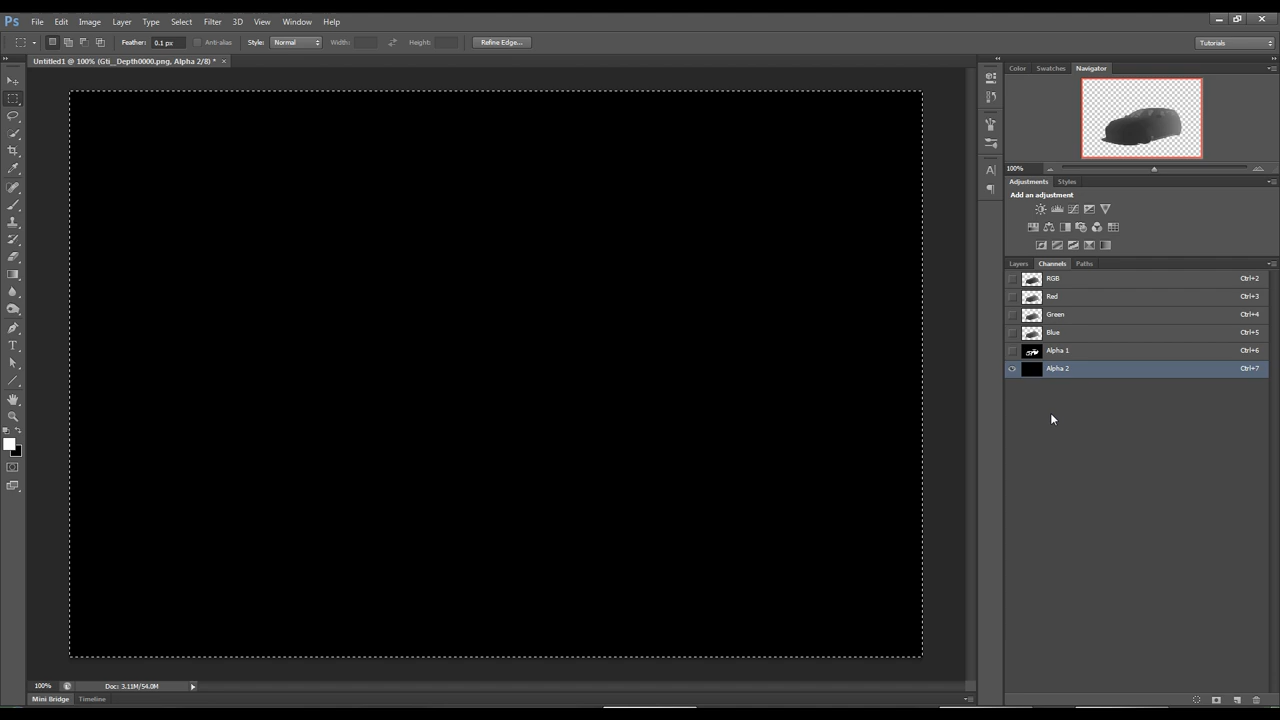 Ps File Edit Image Layer Type Select Filter 3D View Window Help
Feather: 0.1 px Anti-alias Style: Normal Width: Height: Refine Edge... Tutorials
Untitled1 @ 100% (Gti_Depth0000.png, Alpha 2/8) * ×
Color Swatches Navigator
100%
Adjustments Styles
Add an adjustment
Layers Channels Paths
RGB Ctrl+2
Red Ctrl+3
Green Ctrl+4
Blue Ctrl+5
Alpha 1 Ctrl+6
Alpha 2 Ctrl+7
100% Doc: 3.11M/54.0M
Mini Bridge Timeline